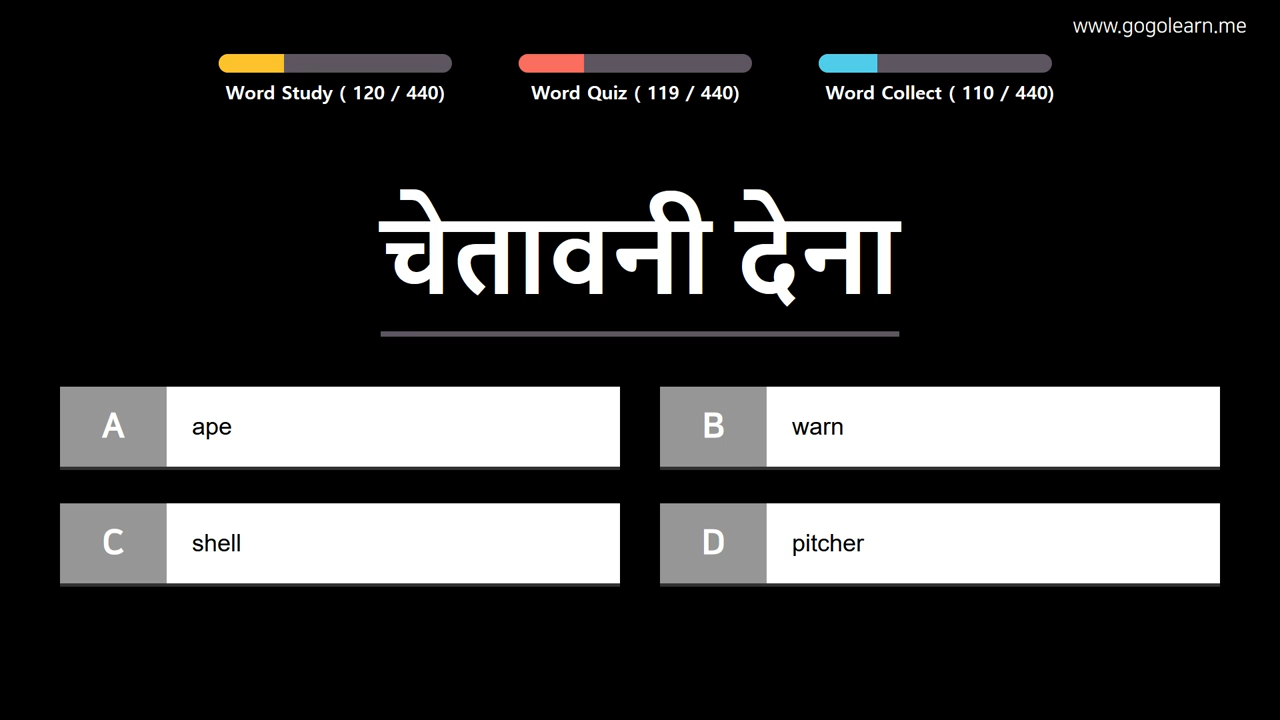 www.gogolearn.me
Word Study ( 120 / 440)
Word Quiz ( 119 / 440)
Word Collect ( 110 / 440)
चेतावनी देना
A ape
B warn
C shell
D pitcher